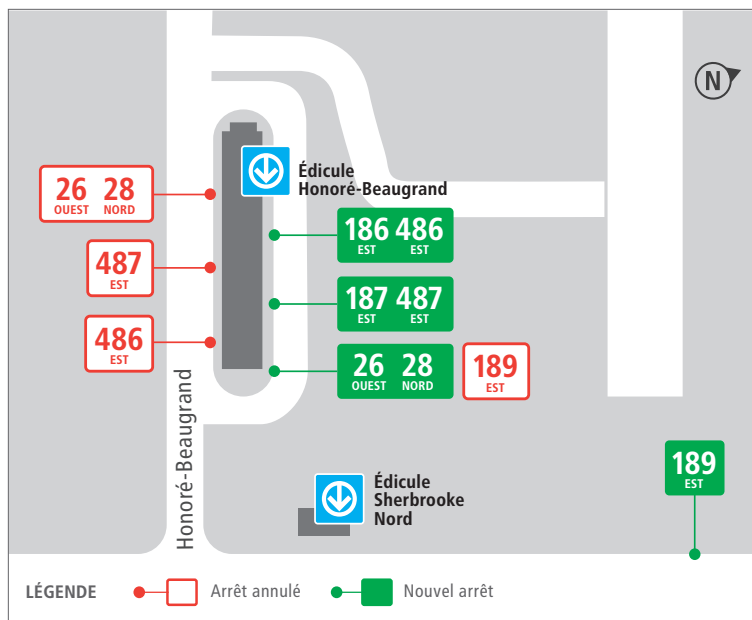 N
Édicule
Honoré-Beaugrand
26 28
OUEST NORD
186 486
EST EST
487
EST
187 487
EST EST
486
EST
26 28
OUEST NORD
189
EST
Honoré-Beaugrand
Édicule
Sherbrooke
Nord
189
EST
LÉGENDE Arrêt annulé Nouvel arrêt